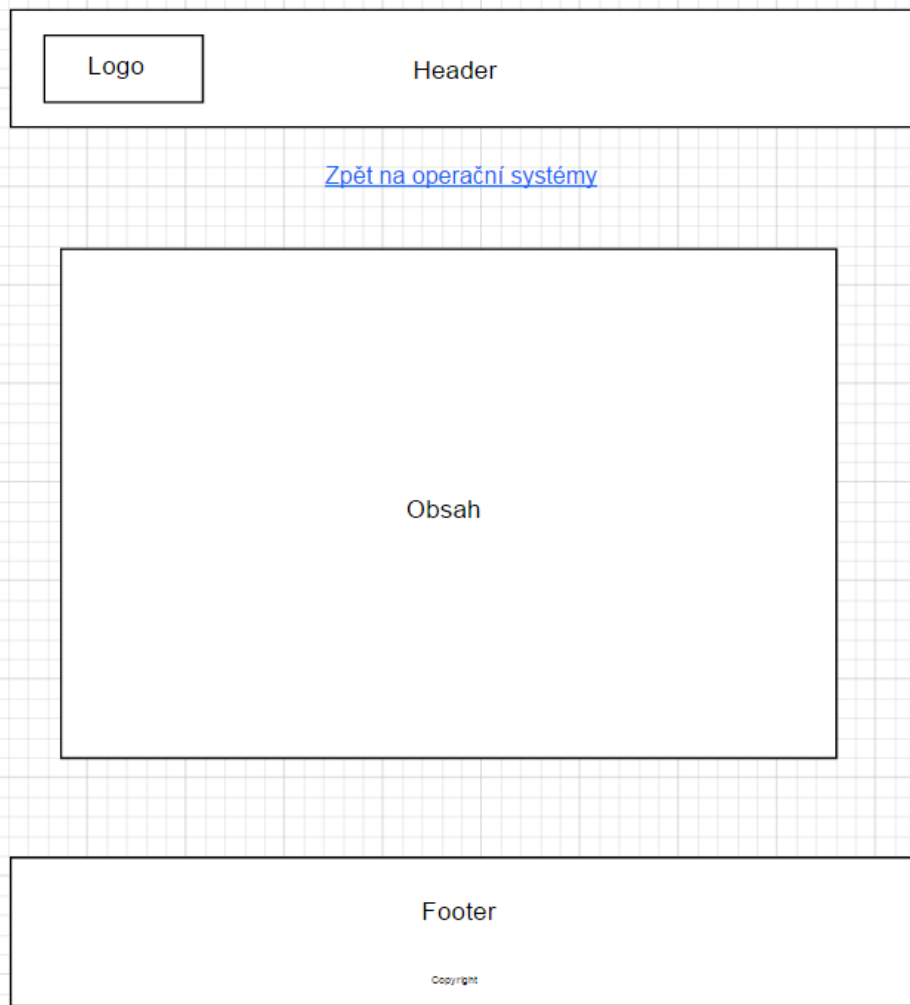 Logo
Header
Zpět na operační systémy
Obsah
Footer
Copyright